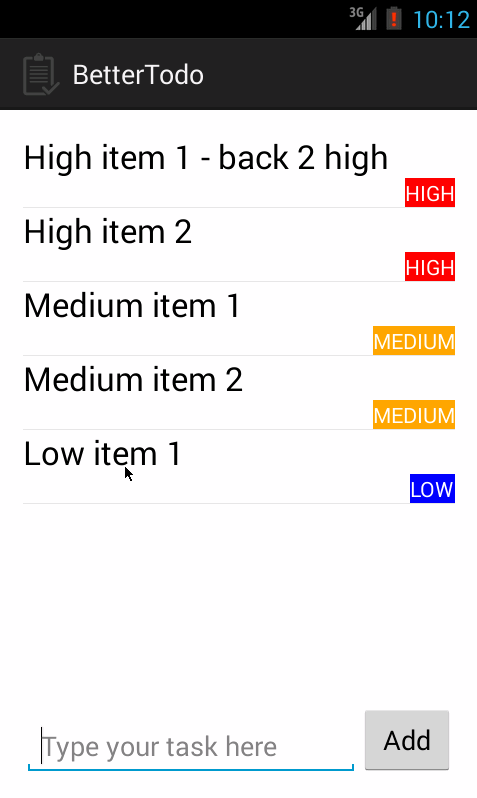 3G 10:12
BetterTodo
High item 1 - back 2 high
HIGH
High item 2
HIGH
Medium item 1
MEDIUM
Medium item 2
MEDIUM
Low item 1
LOW
Type your task here Add